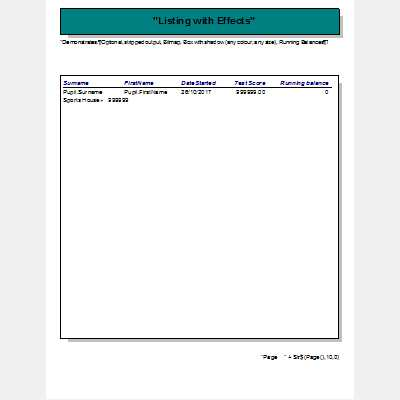 "Listing with Effects"
"Demonstrates:¶Optional, stripped output, Bitmap, Box with shadow (any colour, any size), Running Balances¶"
Surname FirstName Date Started Test Score Running balance
Pupil.Surname Pupil.FirstName 28/10/2017 999999.00 0
Sports House - 999999
"Page " + Str$(Page(),10,0)